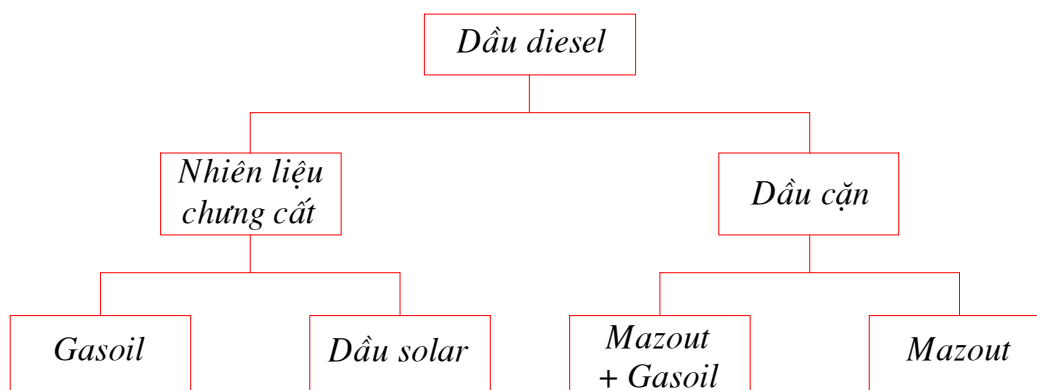 Dầu diesel
Nhiên liệu
chưng cất
Dầu cặn
Gasoil
Dầu solar
Mazout
+ Gasoil
Mazout